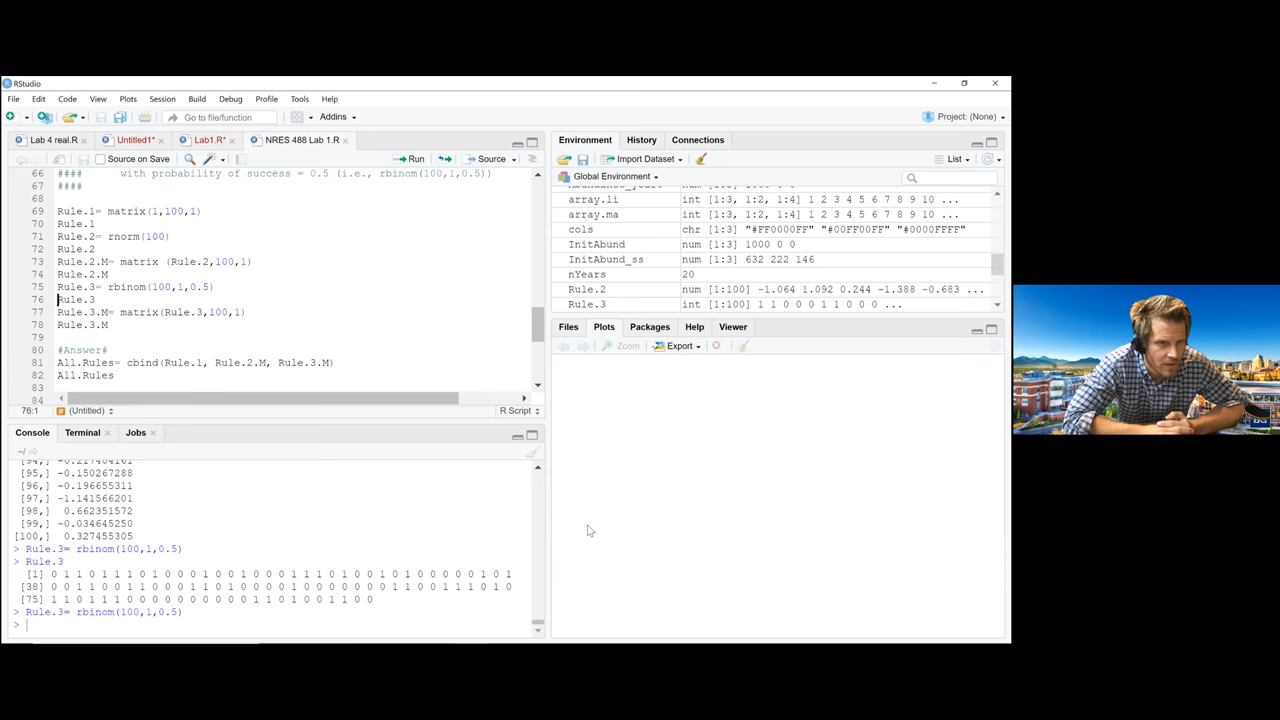 RStudio
File Edit Code View Plots Session Build Debug Profile Tools Help
Go to file/function Addins Project: (None)
Lab 4 real.R Untitled1* Lab1.R* NRES 488 Lab 1.R
Source on Save Run Source
66 #### with probability of success = 0.5 (i.e., rbinom(100,1,0.5))
67 ####
68
69 Rule.1= matrix(1,100,1)
70 Rule.1
71 Rule.2= rnorm(100)
72 Rule.2
73 Rule.2.M= matrix (Rule.2,100,1)
74 Rule.2.M
75 Rule.3= rbinom(100,1,0.5)
76 Rule.3
77 Rule.3.M= matrix(Rule.3,100,1)
78 Rule.3.M
79
80 #Answer#
81 All.Rules= cbind(Rule.1, Rule.2.M, Rule.3.M)
82 All.Rules
83
84
76:1 (Untitled) R Script
Console Terminal Jobs
~/
[94,] -0.217404161
[95,] -0.150267288
[96,] -0.196655311
[97,] -1.141566201
[98,] 0.662351572
[99,] -0.034645250
[100,] 0.327455305
> Rule.3= rbinom(100,1,0.5)
> Rule.3
[1] 0 1 1 0 1 1 1 0 1 0 0 0 1 0 0 1 0 0 0 1 1 1 0 1 0 0 1 0 1 0 0 0 0 0 1 0 1
[38] 0 0 1 1 0 0 1 1 0 0 0 1 1 0 1 0 0 0 0 1 0 0 0 0 0 0 0 1 1 0 0 1 1 1 0 1 0
[75] 1 1 0 1 1 1 0 0 0 0 0 0 0 0 0 0 1 1 0 1 0 0 1 1 0 0
> Rule.3= rbinom(100,1,0.5)
>
Environment History Connections
Import Dataset List
Global Environment
array.li int [1:3, 1:2, 1:4] 1 2 3 4 5 6 7 8 9 10 ...
array.ma int [1:3, 1:2, 1:4] 1 2 3 4 5 6 7 8 9 10 ...
cols chr [1:3] "#FF0000FF" "#00FF00FF" "#0000FFFF"
InitAbund num [1:3] 1000 0 0
InitAbund_ss num [1:3] 632 222 146
nYears 20
Rule.2 num [1:100] -1.064 1.092 0.244 -1.388 -0.683 ...
Rule.3 int [1:100] 1 1 0 0 0 1 1 0 0 0 ...
Files Plots Packages Help Viewer
Zoom Export